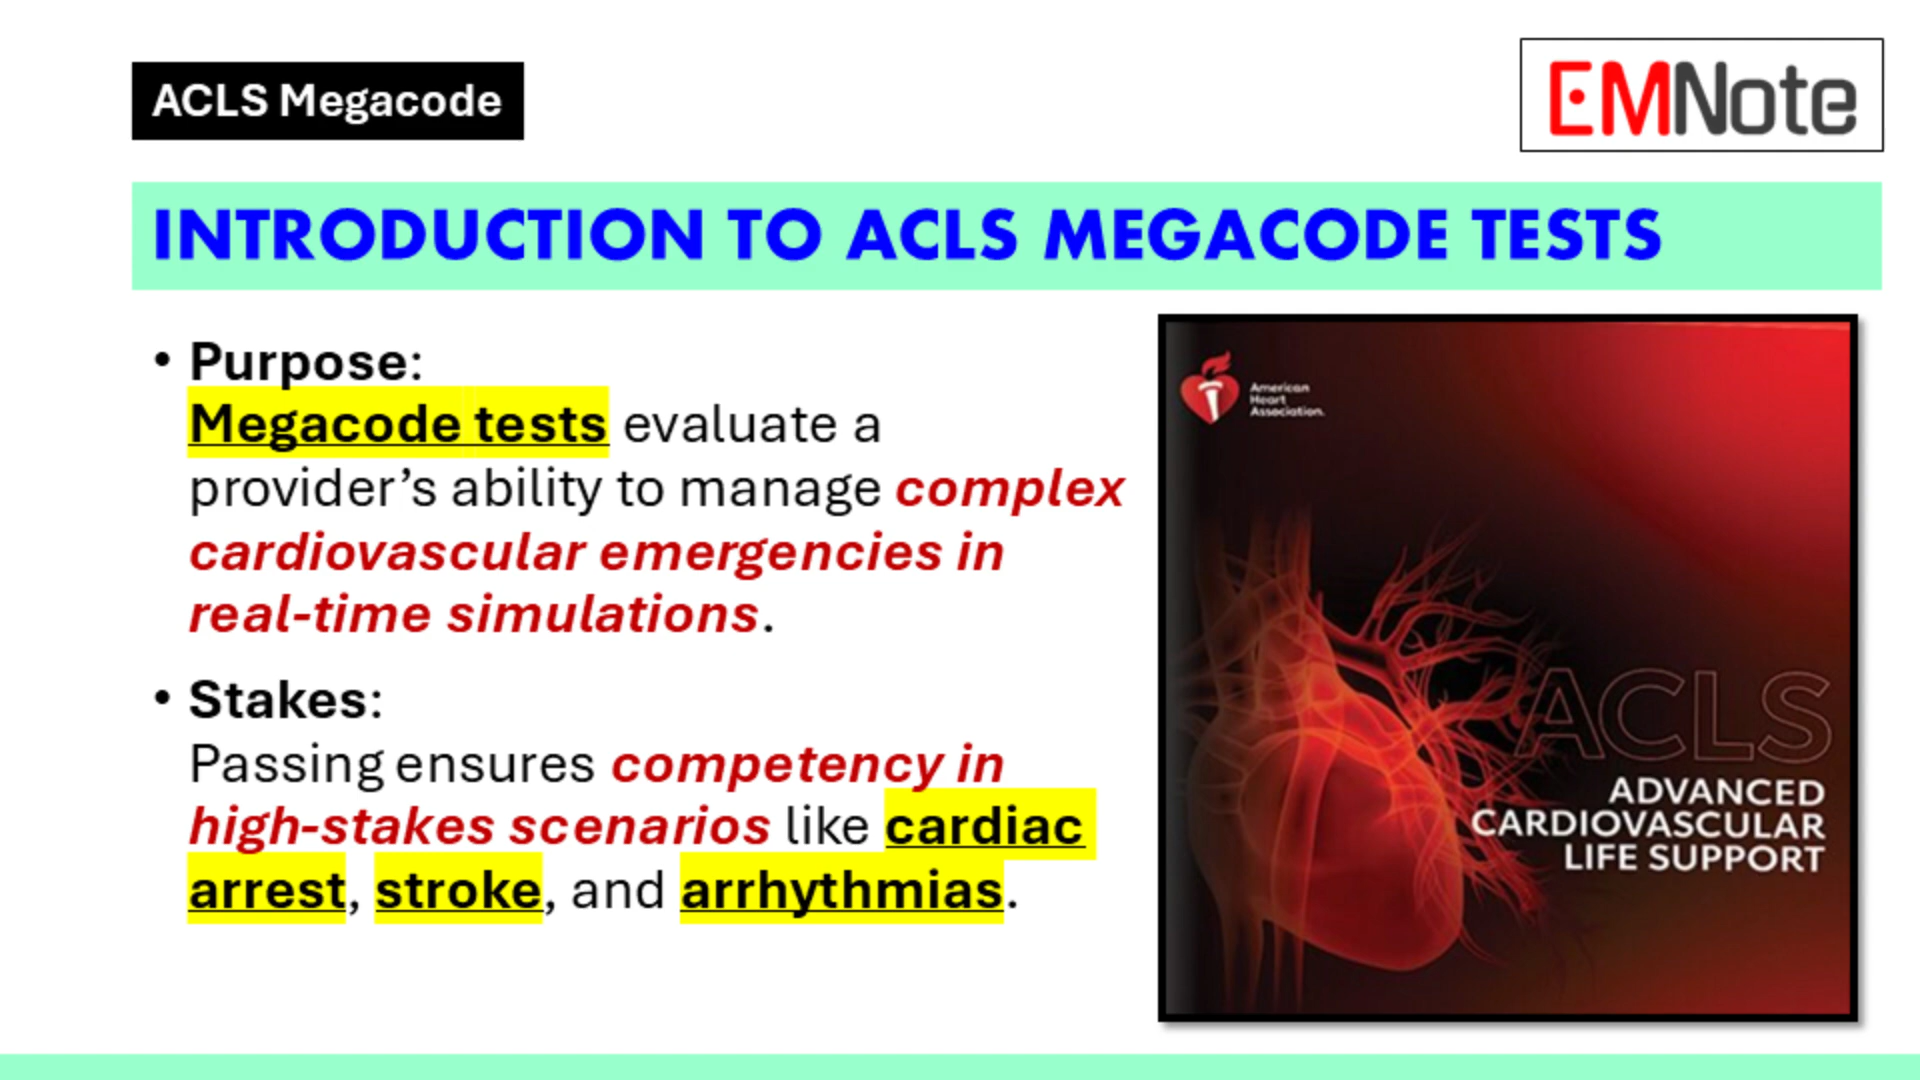 ACLS Megacode
EMNote
INTRODUCTION TO ACLS MEGACODE TESTS
• Purpose:
Megacode tests evaluate a
provider’s ability to manage complex
cardiovascular emergencies in
real-time simulations.
• Stakes:
Passing ensures competency in
high-stakes scenarios like cardiac
arrest, stroke, and arrhythmias.
American
Heart
Association.
ACLS
ADVANCED
CARDIOVASCULAR
LIFE SUPPORT